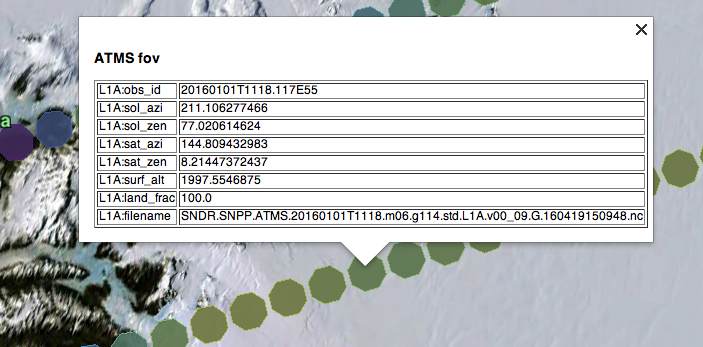 ATMS fov
L1A:obs_id 20160101T1118.117E55
L1A:sol_azi 211.106277466
L1A:sol_zen 77.020614624
L1A:sat_azi 144.809432983
L1A:sat_zen 8.21447372437
L1A:surf_alt 1997.5546875
L1A:land_frac 100.0
L1A:filename SNDR.SNPP.ATMS.20160101T1118.m06.g114.std.L1A.v00_09.G.160419150948.nc
a